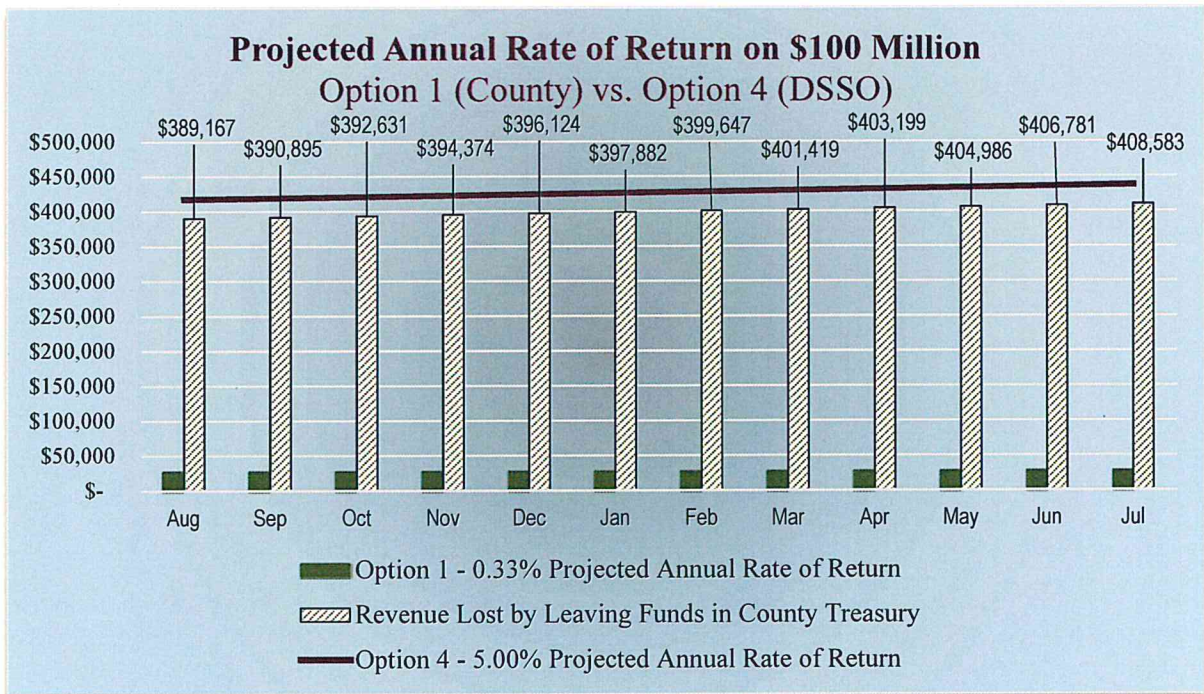 Projected Annual Rate of Return on $100 Million
Option 1 (County) vs. Option 4 (DSSO)
$389,167 $392,631 $396,124 $399,647 $403,199 $406,781
$390,895 $394,374 $397,882 $401,419 $404,986 $408,583
$500,000
$450,000
$400,000
$350,000
$300,000
$250,000
$200,000
$150,000
$100,000
$50,000
$-
Aug Sep Oct Nov Dec Jan Feb Mar Apr May Jun Jul
Option 1 - 0.33% Projected Annual Rate of Return
Revenue Lost by Leaving Funds in County Treasury
Option 4 - 5.00% Projected Annual Rate of Return